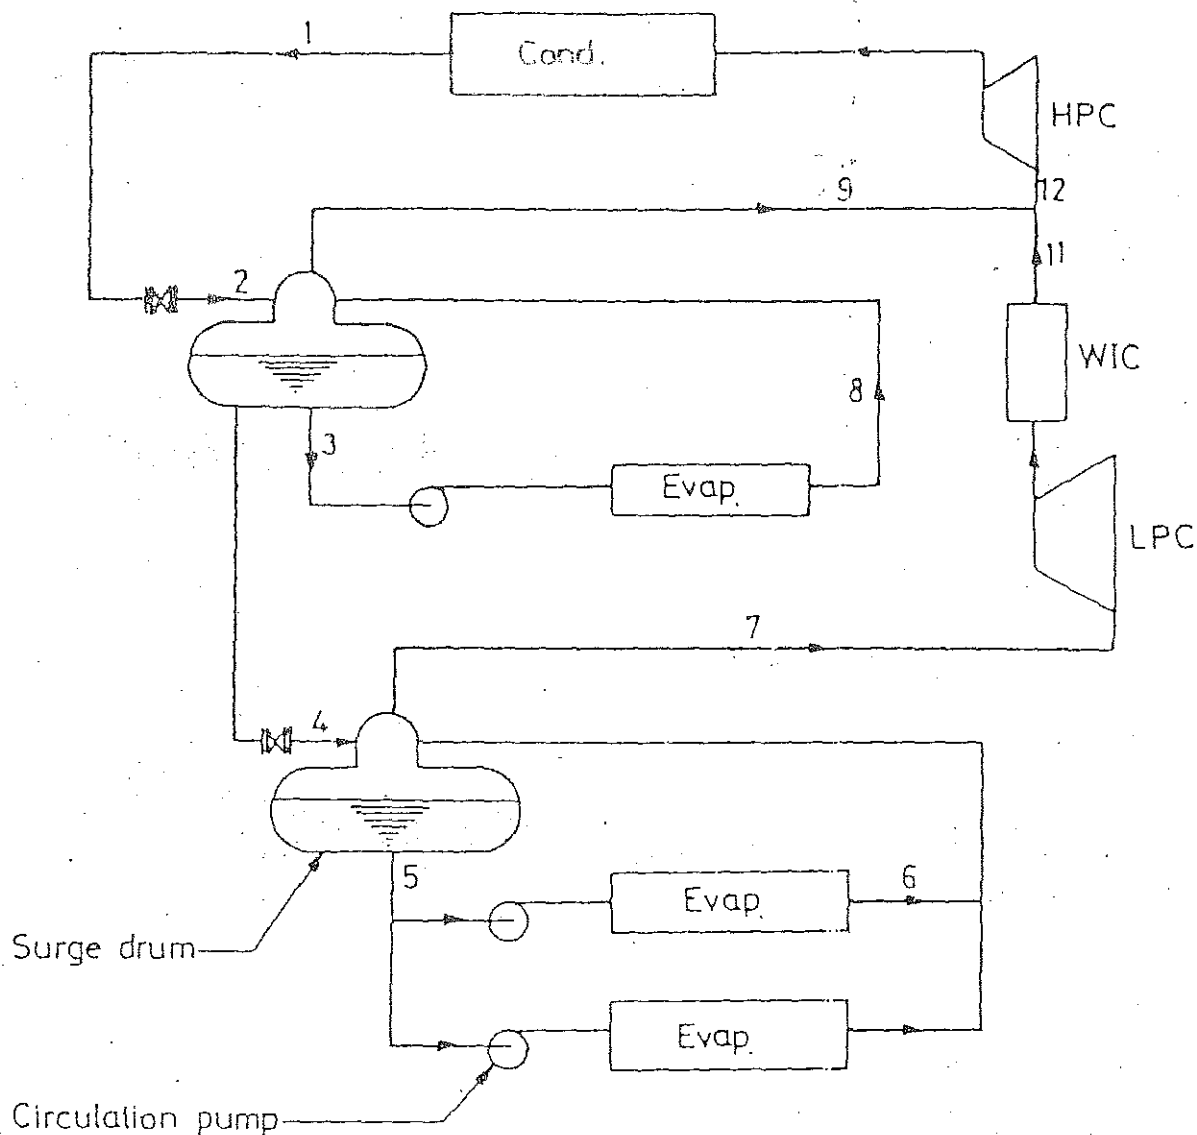 1
Cond.
HPC
9
12
2
11
WIC
8
3
Evap.
LPC
7
4
5
6
Evap.
Surge drum
Evap.
Circulation pump